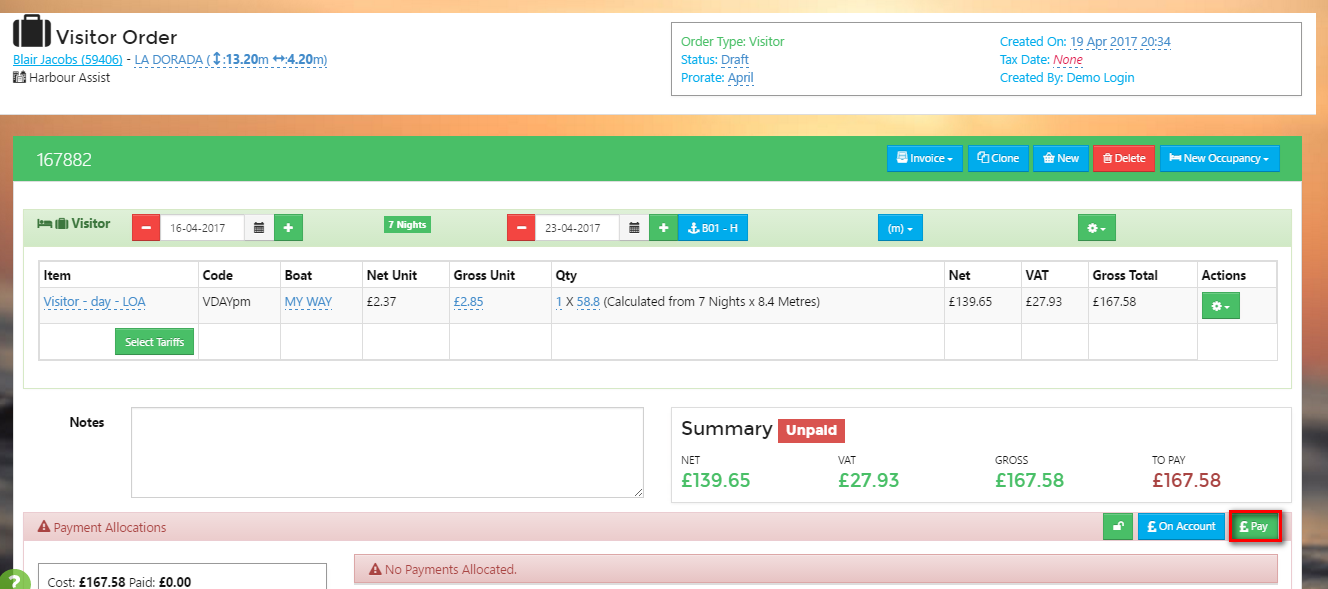 Visitor Order
Blair Jacobs (59406) - LA DORADA (↕:13.20m ↔:4.20m)
Harbour Assist
Order Type: Visitor
Status: Draft
Prorate: April
Created On: 19 Apr 2017 20:34
Tax Date: None
Created By: Demo Login
167882
Invoice
Clone
New
Delete
New Occupancy
Visitor
16-04-2017
7 Nights
23-04-2017
B01 - H
(m)
Item Code Boat Net Unit Gross Unit Qty Net VAT Gross Total Actions
Visitor - day - LOA VDAYpm MY WAY £2.37 £2.85 1 X 58.8 (Calculated from 7 Nights x 8.4 Metres) £139.65 £27.93 £167.58
Select Tariffs
Notes
Summary Unpaid
NET VAT GROSS TO PAY
£139.65 £27.93 £167.58 £167.58
Payment Allocations
£ On Account
£ Pay
Cost: £167.58 Paid: £0.00
No Payments Allocated.
?